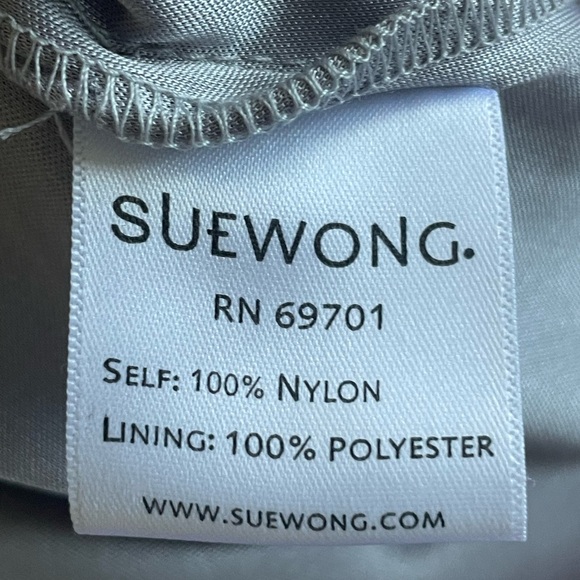 SUEWONG.
RN 69701
SELF: 100% NYLON
LINING: 100% POLYESTER
WWW.SUEWONG.COM